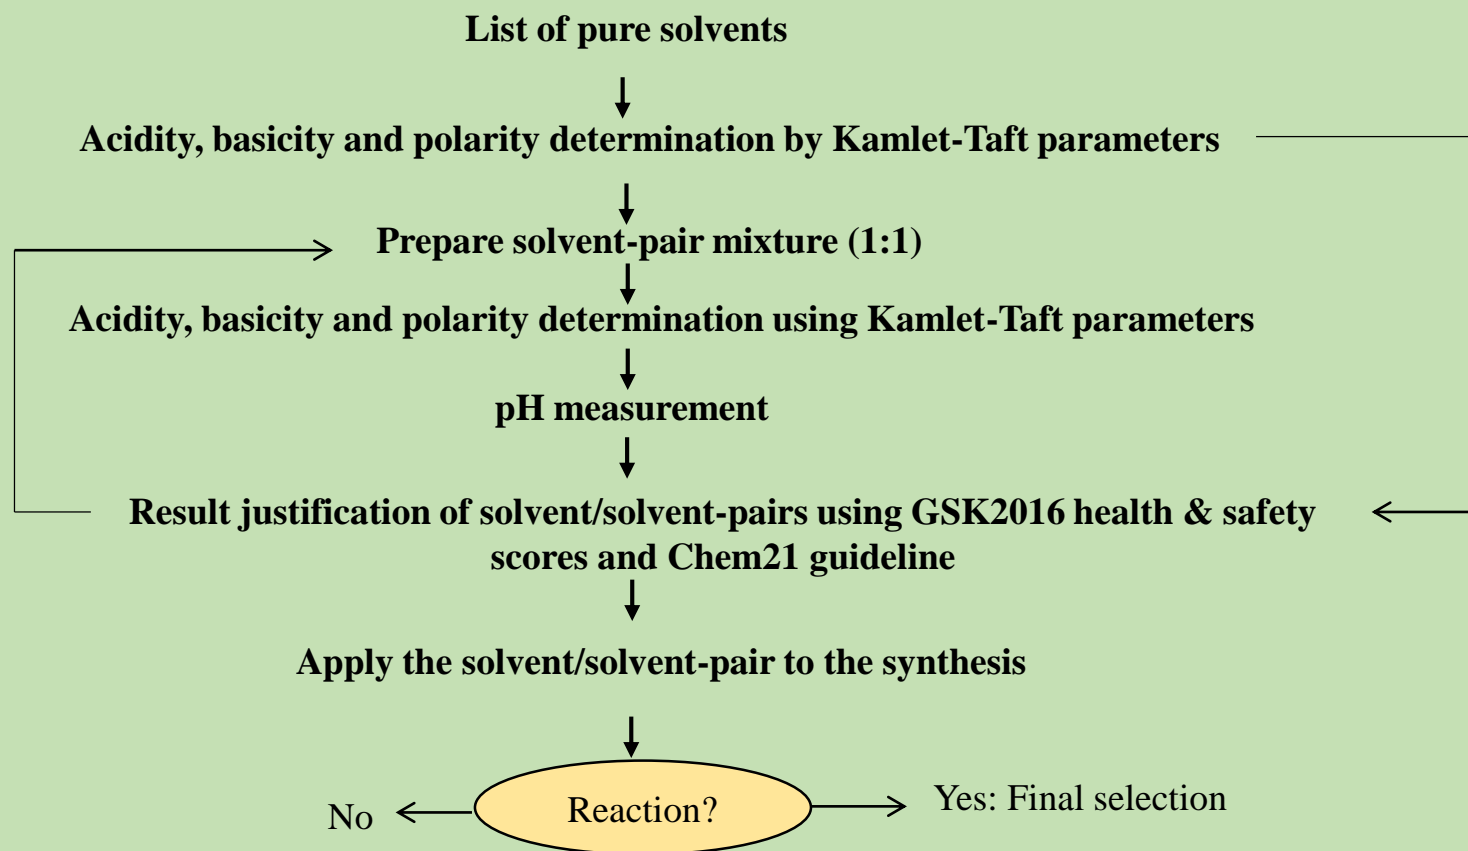 List of pure solvents
Acidity, basicity and polarity determination by Kamlet-Taft parameters
Prepare solvent-pair mixture (1:1)
Acidity, basicity and polarity determination using Kamlet-Taft parameters
pH measurement
Result justification of solvent/solvent-pairs using GSK2016 health & safety
scores and Chem21 guideline
Apply the solvent/solvent-pair to the synthesis
No
Reaction?
Yes: Final selection